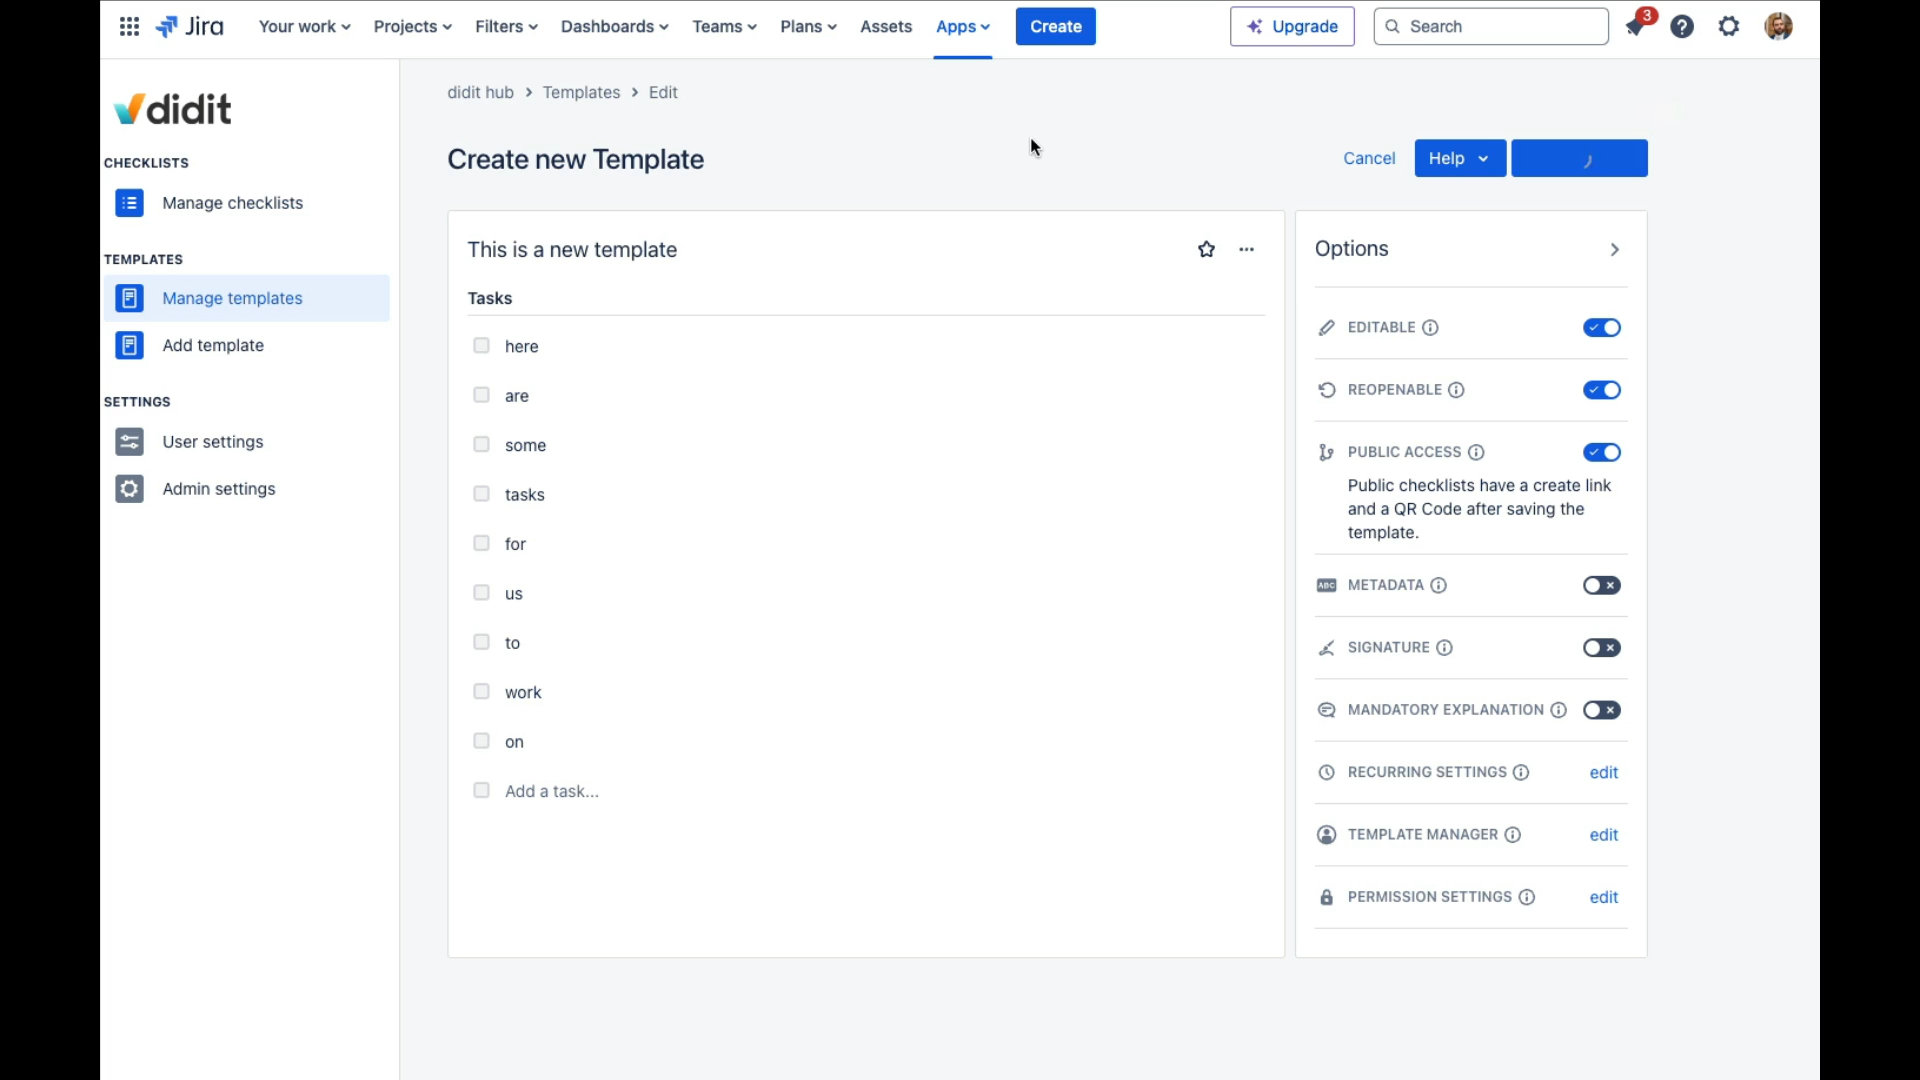 Jira Your work Projects Filters Dashboards Teams Plans Assets Apps Create Upgrade Search 3
didit
didit hub > Templates > Edit
Create new Template
Cancel Help
CHECKLISTS
Manage checklists
TEMPLATES
Manage templates
Add template
SETTINGS
User settings
Admin settings
This is a new template
Tasks
here
are
some
tasks
for
us
to
work
on
Add a task...
Options
EDITABLE
REOPENABLE
PUBLIC ACCESS
Public checklists have a create link
and a QR Code after saving the
template.
ABC METADATA
SIGNATURE
MANDATORY EXPLANATION
RECURRING SETTINGS edit
TEMPLATE MANAGER edit
PERMISSION SETTINGS edit